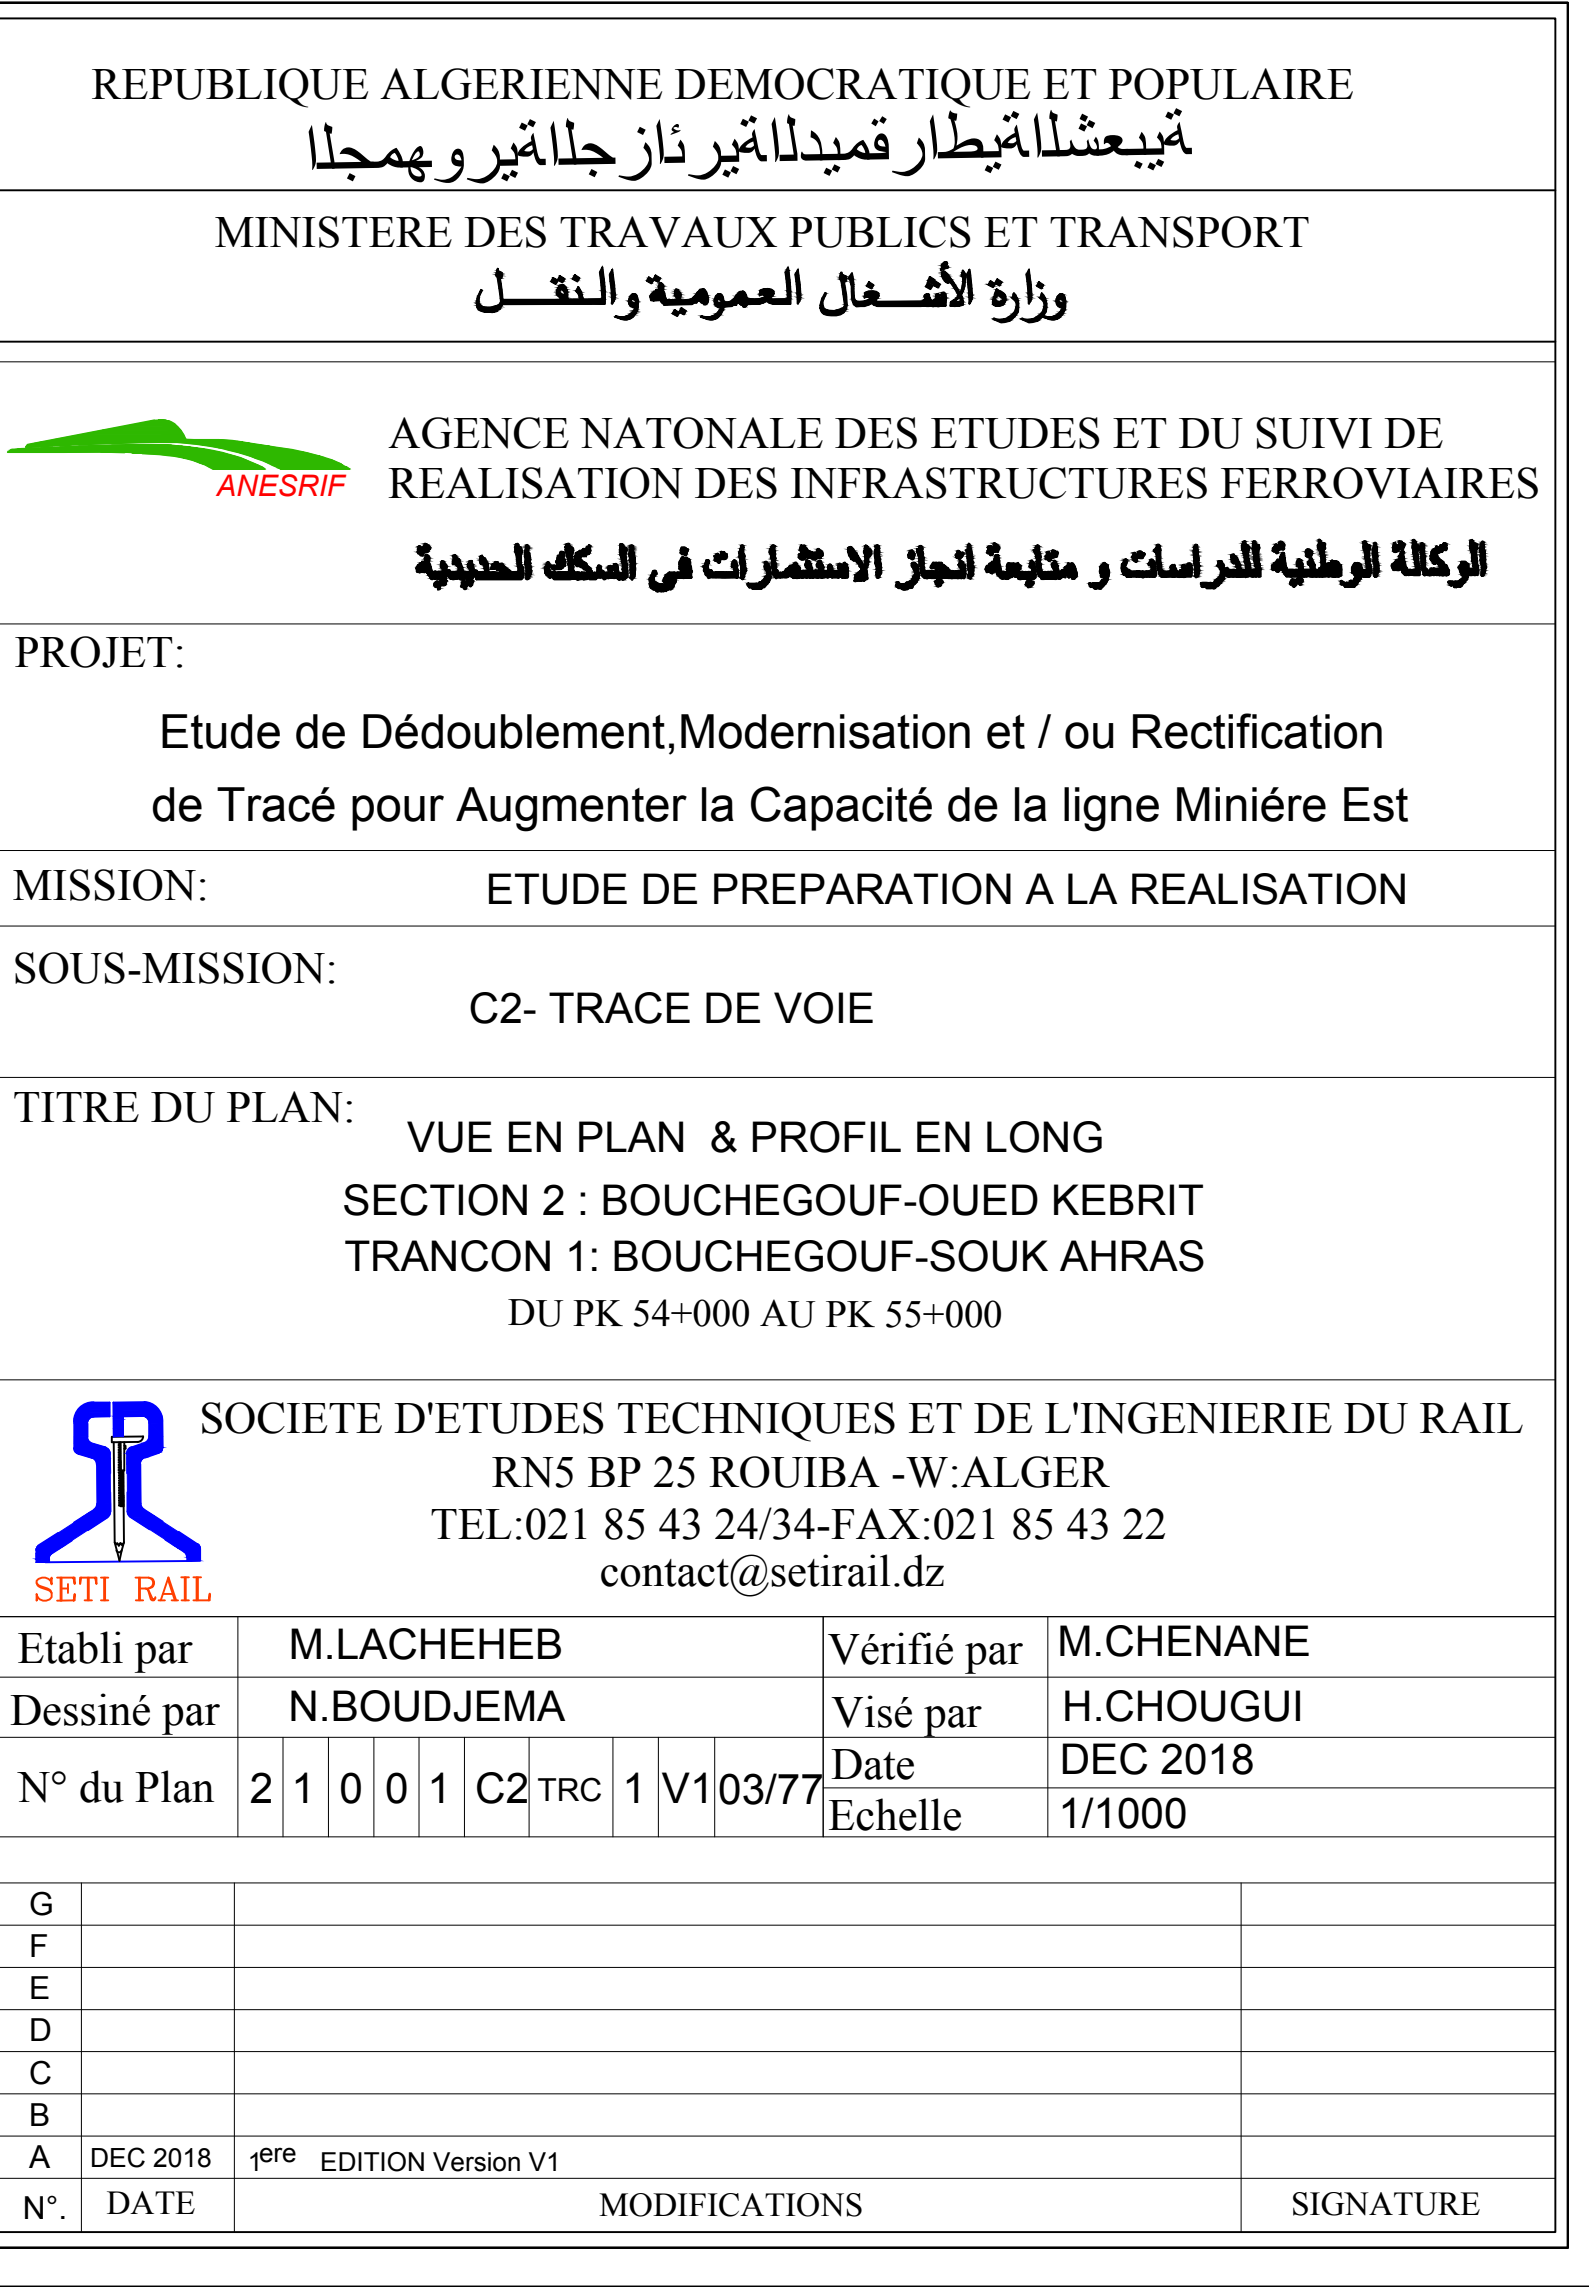 REPUBLIQUE ALGERIENNE DEMOCRATIQUE ET POPULAIRE
ةيبعشلا ةيطارقميدلا ةيرئازجلا ةيروهمجلا
MINISTERE DES TRAVAUX PUBLICS ET TRANSPORT
وزارة الأشغال العمومية والنقل
ANESRIF
AGENCE NATONALE DES ETUDES ET DU SUIVI DE
REALISATION DES INFRASTRUCTURES FERROVIAIRES
الوكالة الوطنية للدراسات و متابعة انجاز الاستثمارات في السكك الحديدية
PROJET:
Etude de Dédoublement,Modernisation et / ou Rectification
de Tracé pour Augmenter la Capacité de la ligne Miniére Est
MISSION: ETUDE DE PREPARATION A LA REALISATION
SOUS-MISSION:
C2- TRACE DE VOIE
TITRE DU PLAN:
VUE EN PLAN & PROFIL EN LONG
SECTION 2 : BOUCHEGOUF-OUED KEBRIT
TRANCON 1: BOUCHEGOUF-SOUK AHRAS
DU PK 54+000 AU PK 55+000
SOCIETE D'ETUDES TECHNIQUES ET DE L'INGENIERIE DU RAIL
RN5 BP 25 ROUIBA -W:ALGER
TEL:021 85 43 24/34-FAX:021 85 43 22
contact@setirail.dz
SETI RAIL
Etabli par M.LACHEHEB Vérifié par M.CHENANE
Dessiné par N.BOUDJEMA Visé par H.CHOUGUI
N° du Plan 2 1 0 0 1 C2 TRC 1 V1 03/77
Date DEC 2018
Echelle 1/1000
G
F
E
D
C
B
A DEC 2018 1ere EDITION Version V1
N°. DATE MODIFICATIONS SIGNATURE